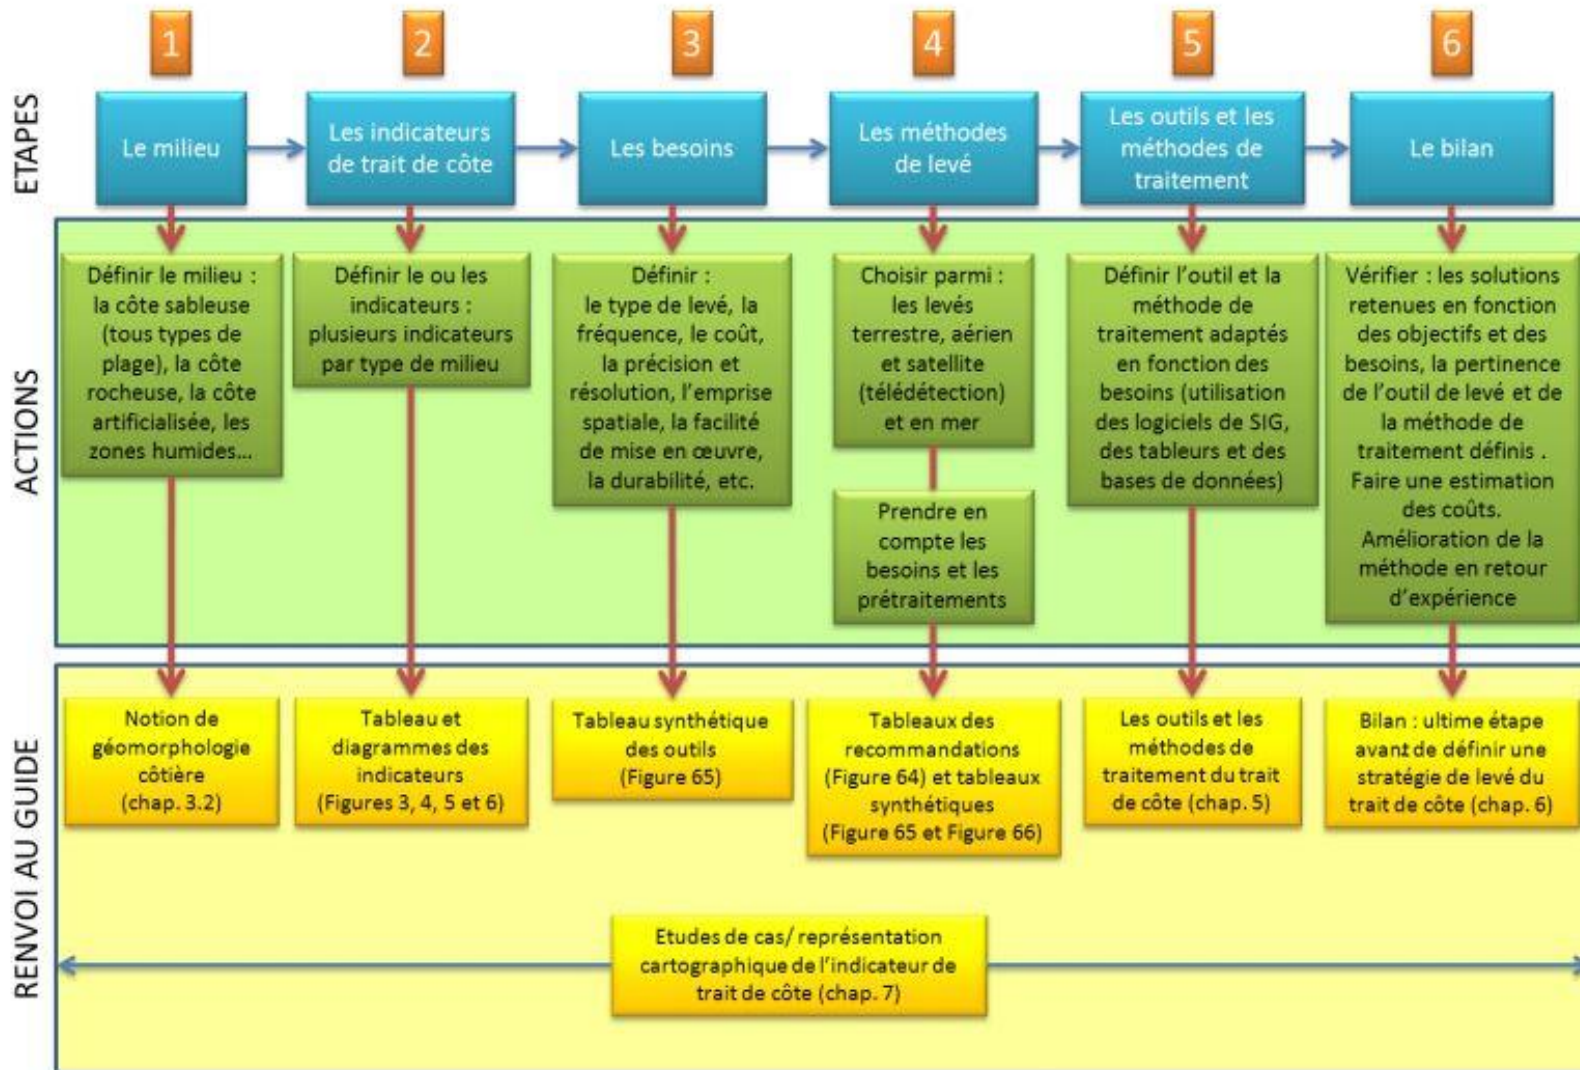 1
2
3
4
5
6
ETAPES
Le milieu
Les indicateurs
de trait de côte
Les besoins
Les méthodes
de levé
Les outils et les
méthodes de
traitement
Le bilan
ACTIONS
Définir le milieu :
la côte sableuse
(tous types de
plage), la côte
rocheuse, la côte
artificialisée, les
zones humides…
Définir le ou les
indicateurs :
plusieurs indicateurs
par type de milieu
Définir :
le type de levé, la
fréquence, le coût,
la précision et
résolution, l'emprise
spatiale, la facilité
de mise en œuvre,
la durabilité, etc.
Choisir parmi :
les levés
terrestre, aérien
et satellite
(télédétection)
et en mer
Prendre en
compte les
besoins et les
prétraitements
Définir l'outil et la
méthode de
traitement adaptés
en fonction des
besoins (utilisation
des logiciels de SIG,
des tableurs et des
bases de données)
Vérifier : les solutions
retenues en fonction
des objectifs et des
besoins, la pertinence
de l'outil de levé et de
la méthode de
traitement définis .
Faire une estimation
des coûts.
Amélioration de la
méthode en retour
d'expérience
RENVOI AU GUIDE
Notion de
géomorphologie
côtière
(chap. 3.2)
Tableau et
diagrammes des
indicateurs
(Figures 3, 4, 5 et 6)
Tableau synthétique
des outils
(Figure 65)
Tableaux des
recommandations
(Figure 64) et tableaux
synthétiques
(Figure 65 et Figure 66)
Les outils et les
méthodes de
traitement du trait
de côte (chap. 5)
Bilan : ultime étape
avant de définir une
stratégie de levé du
trait de côte (chap. 6)
Etudes de cas/ représentation
cartographique de l'indicateur de
trait de côte (chap. 7)